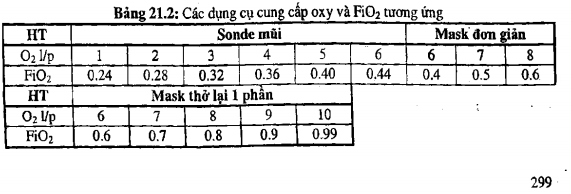 Bảng 21.2: Các dụng cụ cung cấp oxy và FiO2 tương ứng
HT Sonde mũi Mask đơn giản
O2 l/p 1 2 3 4 5 6 6 7 8
FiO2 0.24 0.28 0.32 0.36 0.40 0.44 0.4 0.5 0.6
HT Mask thở lại 1 phần
O2 l/p 6 7 8 9 10
FiO2 0.6 0.7 0.8 0.9 0.99
299